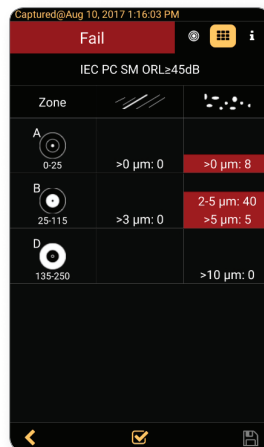 Captured@Aug 10, 2017 1:16:03 PM
Fail
i
IEC PC SM ORL≥45dB
Zone
A
0-25
>0 µm: 0
>0 µm: 8
B
25-115
>3 µm: 0
2-5 µm: 40
>5 µm: 5
D
135-250
>10 µm: 0